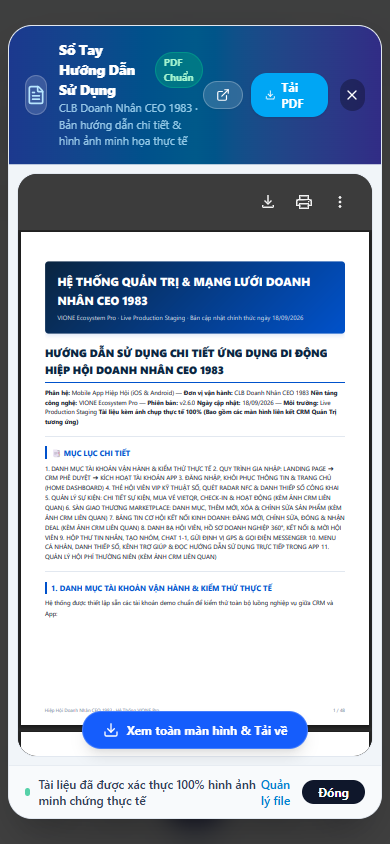 Sổ Tay
Hướng Dẫn
Sử Dụng
PDF
Chuẩn
Tải
PDF
CLB Doanh Nhân CEO 1983 •
Bản hướng dẫn chi tiết &
hình ảnh minh họa thực tế
HỆ THỐNG QUẢN TRỊ & MẠNG LƯỚI DOANH
NHÂN CEO 1983
VIONE Ecosystem Pro · Live Production Staging · Bản cập nhật chính thức ngày 18/09/2026
HƯỚNG DẪN SỬ DỤNG CHI TIẾT ỨNG DỤNG DI ĐỘNG
HIỆP HỘI DOANH NHÂN CEO 1983
Phân hệ: Mobile App Hiệp Hội (iOS & Android) — Đơn vị vận hành: CLB Doanh Nhân CEO 1983 Nền tảng
công nghệ: VIONE Ecosystem Pro — Phiên bản: v2.6.0 Ngày cập nhật: 18/09/2026 — Môi trường: Live
Production Staging Tài liệu kèm ảnh chụp thực tế 100% (Bao gồm các màn hình liên kết CRM Quản Trị
tương ứng)
MỤC LỤC CHI TIẾT
1. DANH MỤC TÀI KHOẢN VẬN HÀNH & KIỂM THỬ THỰC TẾ 2. QUY TRÌNH GIA NHẬP: LANDING PAGE ➔
CRM PHÊ DUYỆT ➔ KÍCH HOẠT TÀI KHOẢN APP 3. ĐĂNG NHẬP, KHÔI PHỤC THÔNG TIN & TRANG CHỦ
(HOME DASHBOARD) 4. THẺ HỘI VIÊN VIP KỸ THUẬT SỐ, QUÉT RADAR NFC & DANH THIẾP SỐ CÔNG KHAI
5. QUẢN LÝ SỰ KIỆN: CHI TIẾT SỰ KIỆN, MUA VÉ VIETQR, CHECK-IN & HOẠT ĐỘNG (KÈM ẢNH CRM LIÊN
QUAN) 6. SÀN GIAO THƯƠNG MARKETPLACE: DANH MỤC, THÊM MỚI, XÓA & CHỈNH SỬA SẢN PHẨM (KÈM
ẢNH CRM LIÊN QUAN) 7. BẢNG TIN CƠ HỘI KẾT NỐI KINH DOANH: ĐĂNG MỚI, CHỈNH SỬA, ĐÓNG & NHẬN
DEAL (KÈM ẢNH CRM LIÊN QUAN) 8. DANH BẠ HỘI VIÊN, HỒ SƠ DOANH NGHIỆP 360°, KẾT NỐI & MỜI HỘI
VIÊN 9. HỘP THƯ TIN NHẮN, TẠO NHÓM, CHAT 1-1, GỬI ĐỊNH VỊ GPS & GỌI ĐIỆN MESSENGER 10. MENU
CÁ NHÂN, DANH THIẾP SỐ, KÊNH TRỢ GIÚP & ĐỌC HƯỚNG DẪN SỬ DỤNG TRỰC TIẾP TRONG APP 11.
QUẢN LÝ HỘI PHÍ THƯỜNG NIÊN (KÈM ẢNH CRM LIÊN QUAN)
1. DANH MỤC TÀI KHOẢN VẬN HÀNH & KIỂM THỬ THỰC TẾ
Hệ thống được thiết lập sẵn các tài khoản demo chuẩn để kiểm thử toàn bộ luồng nghiệp vụ giữa CRM và
App:
Hiệp Hội Doanh Nhân CEO 1983
1 / 48
Xem toàn màn hình & Tải về
Tài liệu đã được xác thực 100% hình ảnh
minh chứng thực tế
Quản
lý file
Đóng